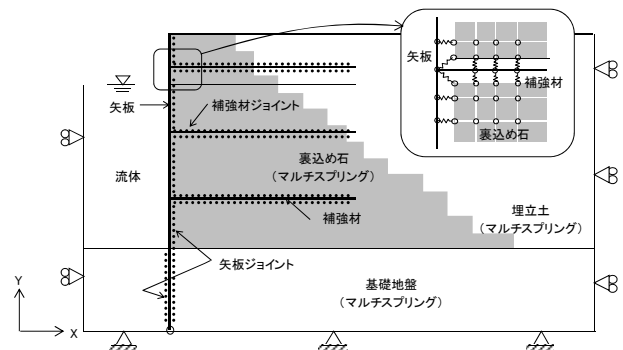 矢板
補強材
裏込め石
矢板
補強材ジョイント
裏込め石
(マルチスプリング)
流体
埋立土
(マルチスプリング)
補強材
矢板ジョイント
基礎地盤
(マルチスプリング)
Y
X